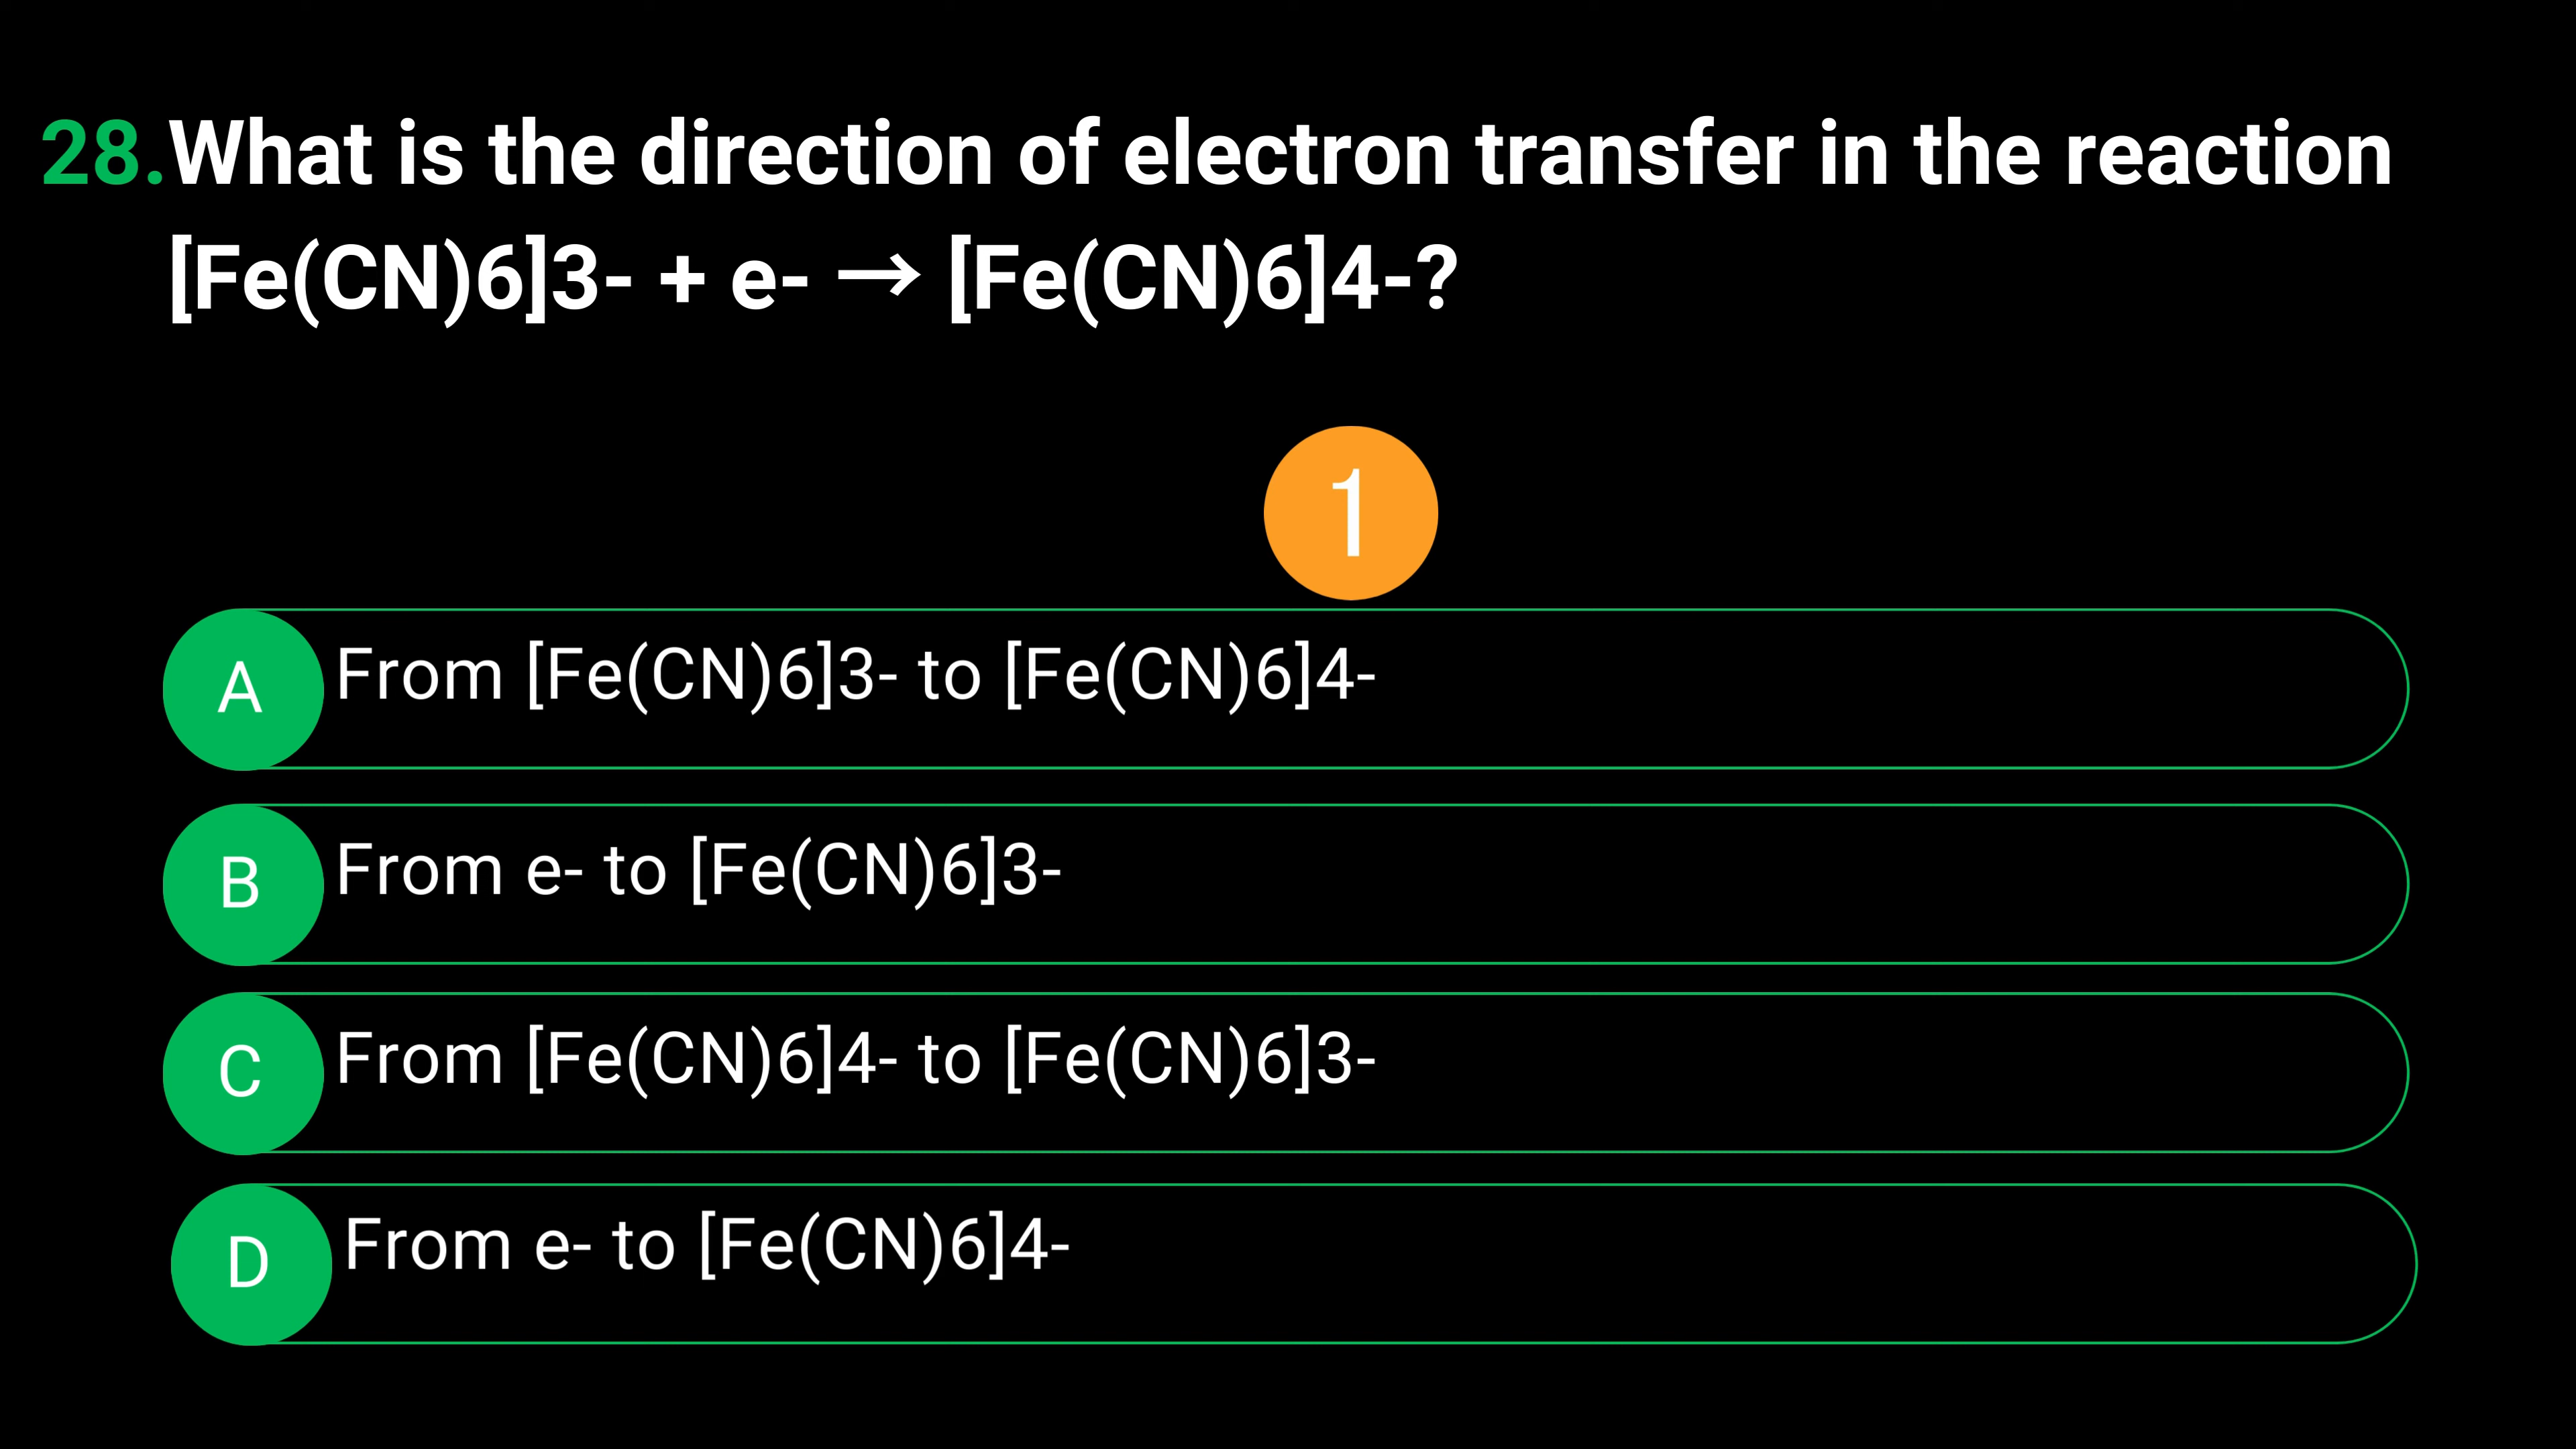 28.What is the direction of electron transfer in the reaction
[Fe(CN)6]3- + e- → [Fe(CN)6]4-?
1
A From [Fe(CN)6]3- to [Fe(CN)6]4-
B From e- to [Fe(CN)6]3-
C From [Fe(CN)6]4- to [Fe(CN)6]3-
D From e- to [Fe(CN)6]4-